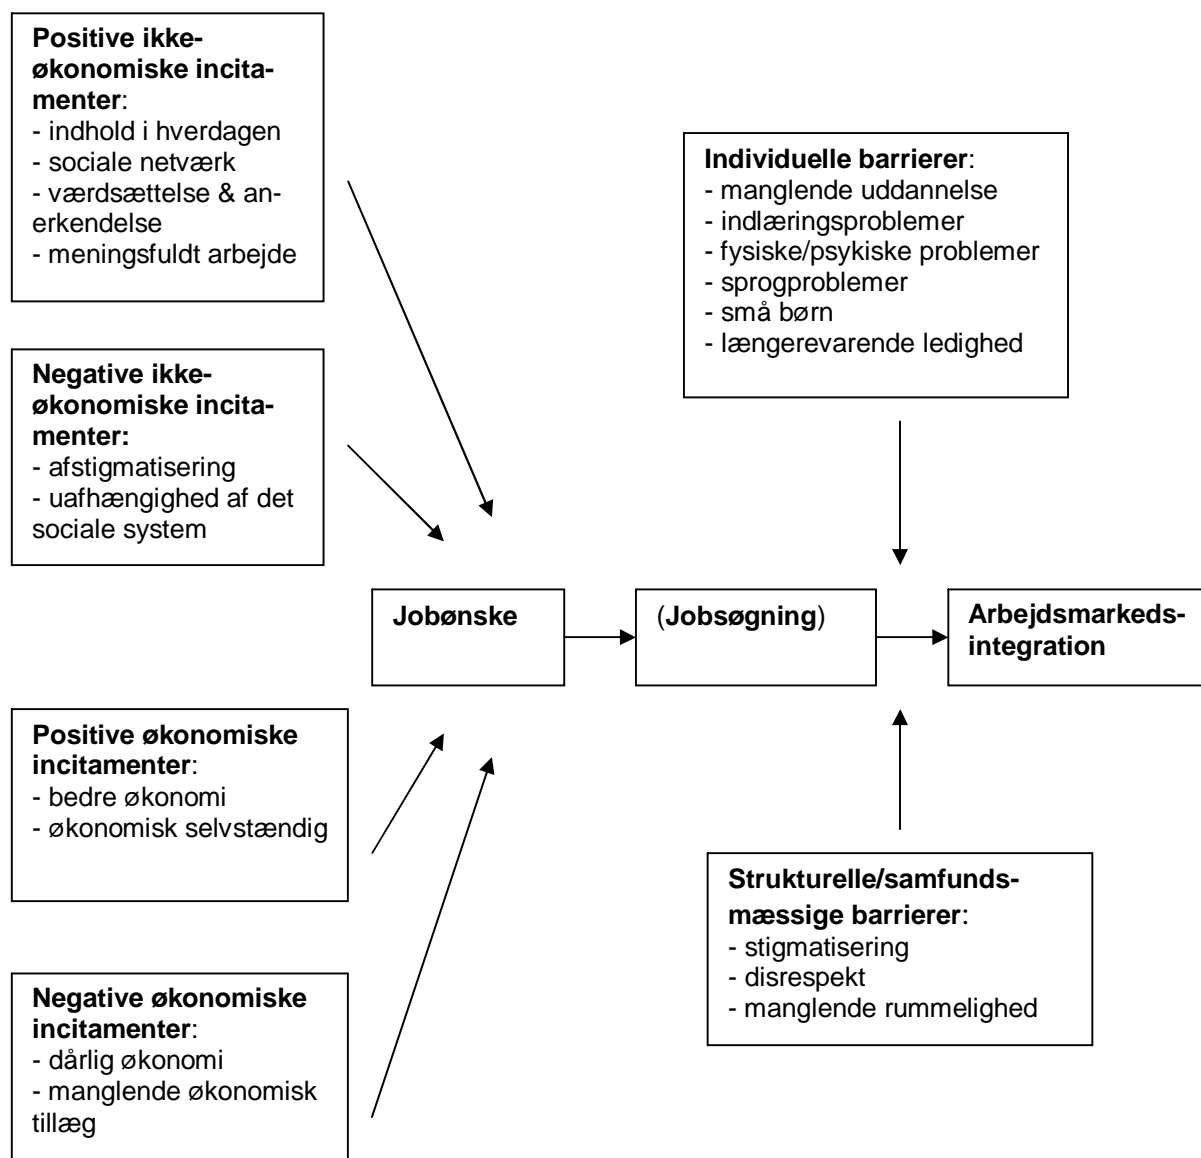 Positive ikke-
økonomiske incita-
menter:
- indhold i hverdagen
- sociale netværk
- værdsættelse & an-
erkendelse
- meningsfuldt arbejde
Individuelle barrierer:
- manglende uddannelse
- indlæringsproblemer
- fysiske/psykiske problemer
- sprogproblemer
- små børn
- længerevarende ledighed
Negative ikke-
økonomiske incita-
menter:
- afstigmatisering
- uafhængighed af det
sociale system
Jobønske
(Jobsøgning)
Arbejdsmarkeds-
integration
Positive økonomiske
incitamenter:
- bedre økonomi
- økonomisk selvstændig
Strukturelle/samfunds-
mæssige barrierer:
- stigmatisering
- disrespekt
- manglende rummelighed
Negative økonomiske
incitamenter:
- dårlig økonomi
- manglende økonomisk
tillæg